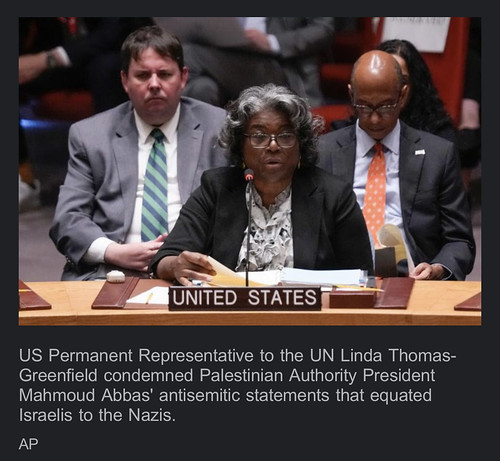 UNITED STATES
US Permanent Representative to the UN Linda Thomas-
Greenfield condemned Palestinian Authority President
Mahmoud Abbas' antisemitic statements that equated
Israelis to the Nazis.
AP